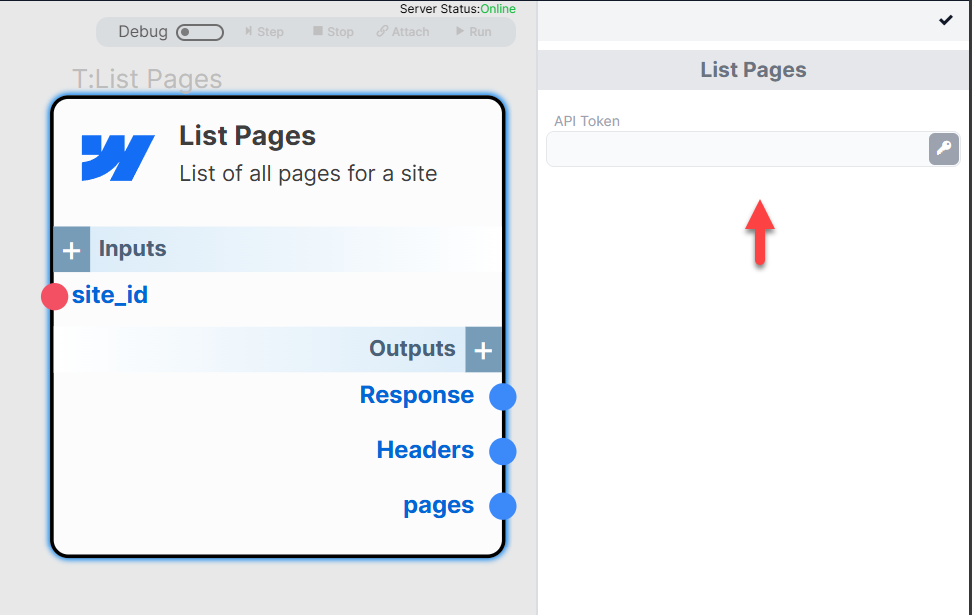 Server Status:Online
Debug Step Stop Attach Run
T:List Pages
List Pages
List of all pages for a site
Inputs
site_id
Outputs
Response
Headers
pages
List Pages
API Token